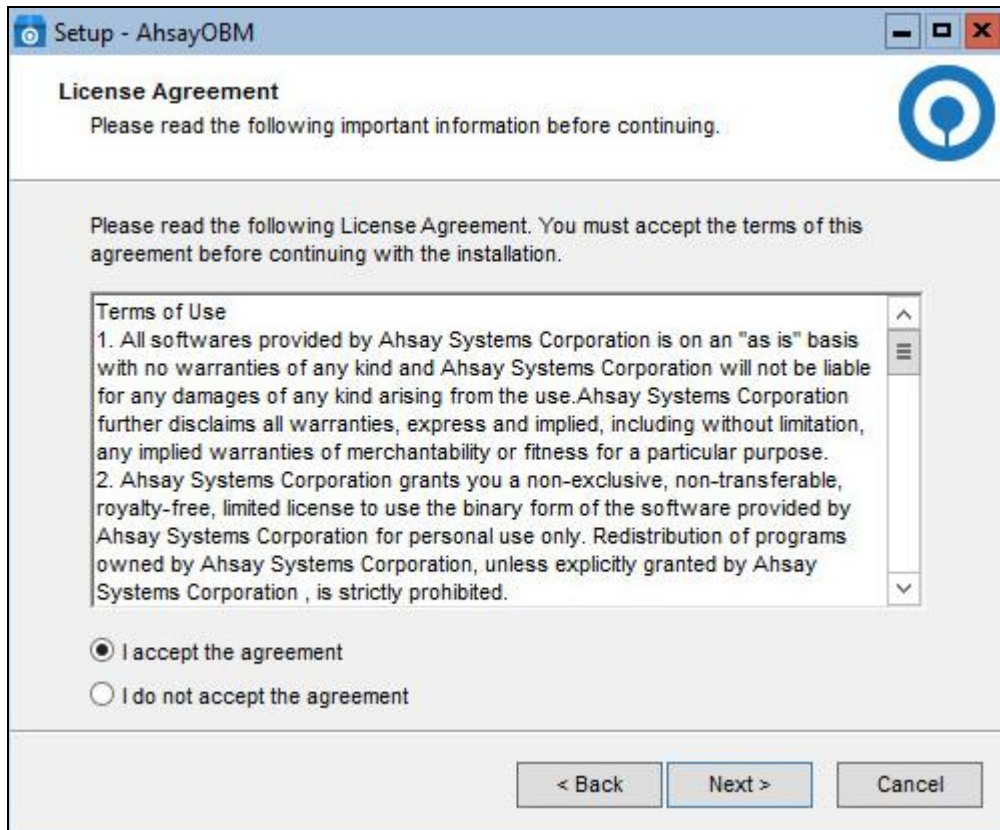 Setup - AhsayOBM
License Agreement
Please read the following important information before continuing.
Please read the following License Agreement. You must accept the terms of this
agreement before continuing with the installation.
Terms of Use
1. All softwares provided by Ahsay Systems Corporation is on an "as is" basis
with no warranties of any kind and Ahsay Systems Corporation will not be liable
for any damages of any kind arising from the use.Ahsay Systems Corporation
further disclaims all warranties, express and implied, including without limitation,
any implied warranties of merchantability or fitness for a particular purpose.
2. Ahsay Systems Corporation grants you a non-exclusive, non-transferable,
royalty-free, limited license to use the binary form of the software provided by
Ahsay Systems Corporation for personal use only. Redistribution of programs
owned by Ahsay Systems Corporation, unless explicitly granted by Ahsay
Systems Corporation , is strictly prohibited.
I accept the agreement
I do not accept the agreement
< Back
Next >
Cancel